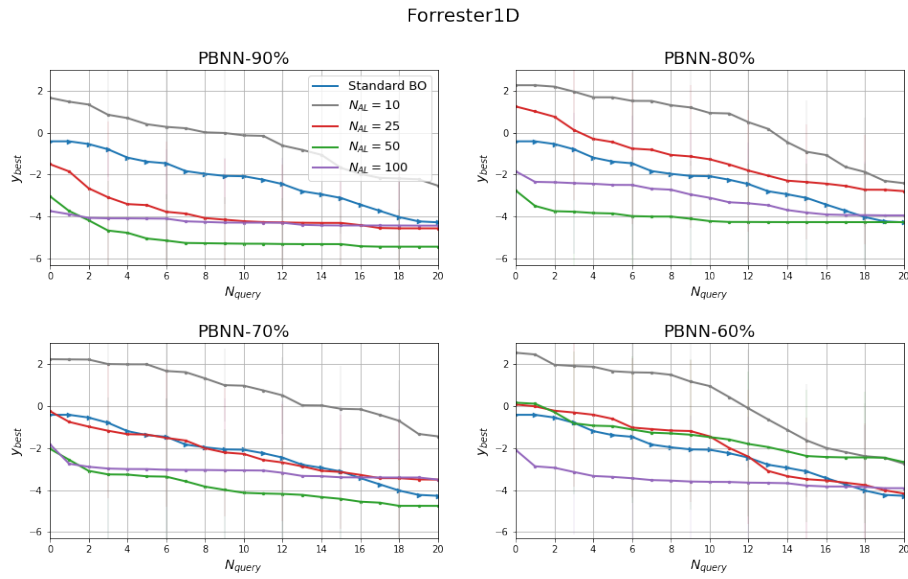 Forrester1D
PBNN-90%
PBNN-80%
2
0
−2
−4
−6
y_best
Standard BO
N_AL = 10
N_AL = 25
N_AL = 50
N_AL = 100
0 2 4 6 8 10 12 14 16 18 20
N_query
2
0
−2
−4
−6
y_best
0 2 4 6 8 10 12 14 16 18 20
N_query
PBNN-70%
PBNN-60%
2
0
−2
−4
−6
y_best
0 2 4 6 8 10 12 14 16 18 20
N_query
2
0
−2
−4
−6
y_best
0 2 4 6 8 10 12 14 16 18 20
N_query